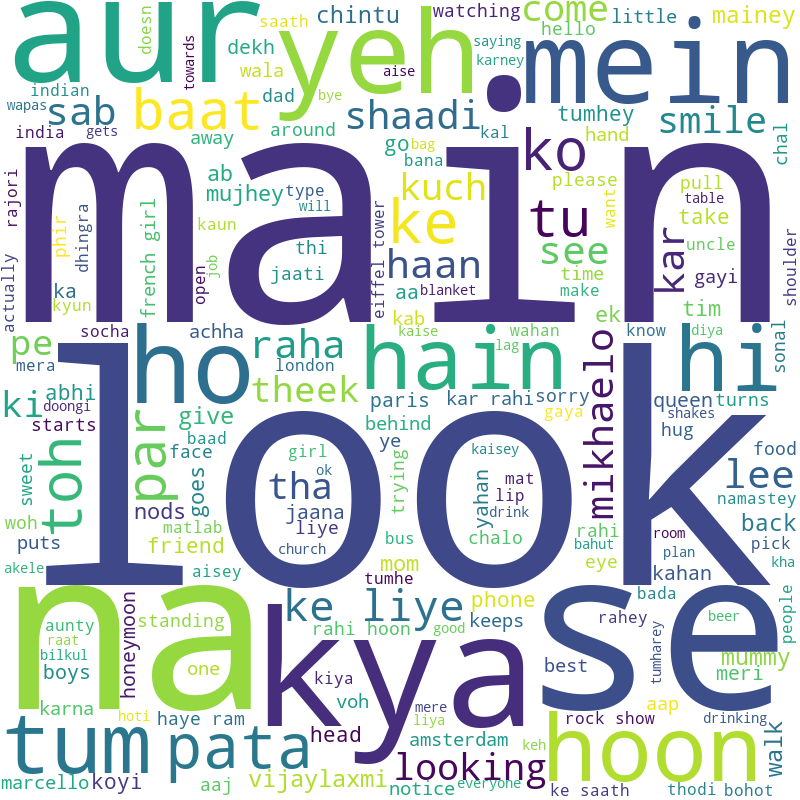 aur
yeh
mein
doesn
saath
chintu
watching
come
little
mainey
saying
hello
karney
towards
dekh
wala
dad
aise
bye
indian
wapas
sab
baat
shaadi
tumhey
smile
india
gets
away
around
go
bag
kal
bana
ko
hand
chal
rajori
ab
mujhey
type
will
kuch
please
pull
table
main
phir
dhingra
kaun
french girl
thi
jaati
job
open
eiffel tower
ke
tu
want
take
uncle
kar
see
time
make
gayi
shoulder
actually
ka
kyun
haan
aa
blanket
kab
ek
tim
socha
achha
kaise
wahan
know
diya
sonal
pe
mera
ho
raha
hain
lag
hi
look
london
theek
paris
kar rahi
sorry
gaya
mikhaelo
queen
shakes
turns
ki
abhi
doongi
starts
par
give
behind
hug
food
toh
baad
face
ye
girl
ok
trying
kaisey
lee
namastey
sweet
goes
tha
yahan
mat
lip
drink
back
woh
nods
jaana
liye
matlab
chalo
rahi
bus
room
plan
pick
puts
friend
church
bahut
kahan
kha
akele
aisey
mom
tumhe
eye
bada
na
kya
se
ke liye
keeps
phone
rahey
beer
people
aunty
raat
bilkul
honeymoon
standing
rahi hoon
good
one
best
tumharey
mummy
meri
boys
karna
hoti
kiya
voh
mere
liya
aap
haye ram
head
rock show
drinking
tum
pata
amsterdam
keh
hoon
walk
marcello
koyi
aaj
vijaylaxmi
looking
notice
everyone
ke saath
thodi
bohot